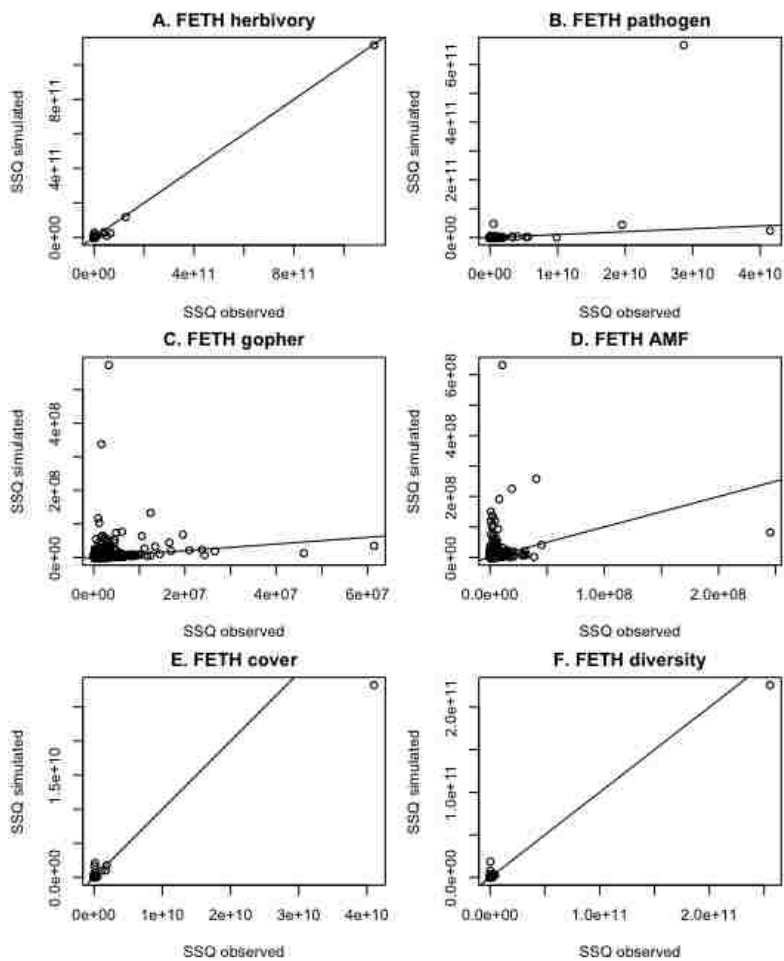 A. FETH herbivory
SSQ simulated
0e+00 4e+11 8e+11
0e+00 4e+11 8e+11
SSQ observed
B. FETH pathogen
SSQ simulated
0e+00 2e+11 4e+11 6e+11
0e+00 1e+10 2e+10 3e+10 4e+10
SSQ observed
C. FETH gopher
SSQ simulated
0e+00 2e+08 4e+08
0e+00 2e+07 4e+07 6e+07
SSQ observed
D. FETH AMF
SSQ simulated
0e+00 2e+08 4e+08 6e+08
0.0e+00 1.0e+08 2.0e+08
SSQ observed
E. FETH cover
SSQ simulated
0.0e+00 1.5e+10
0e+00 1e+10 2e+10 3e+10 4e+10
SSQ observed
F. FETH diversity
SSQ simulated
0.0e+00 1.0e+11 2.0e+11
0.0e+00 1.0e+11 2.0e+11
SSQ observed